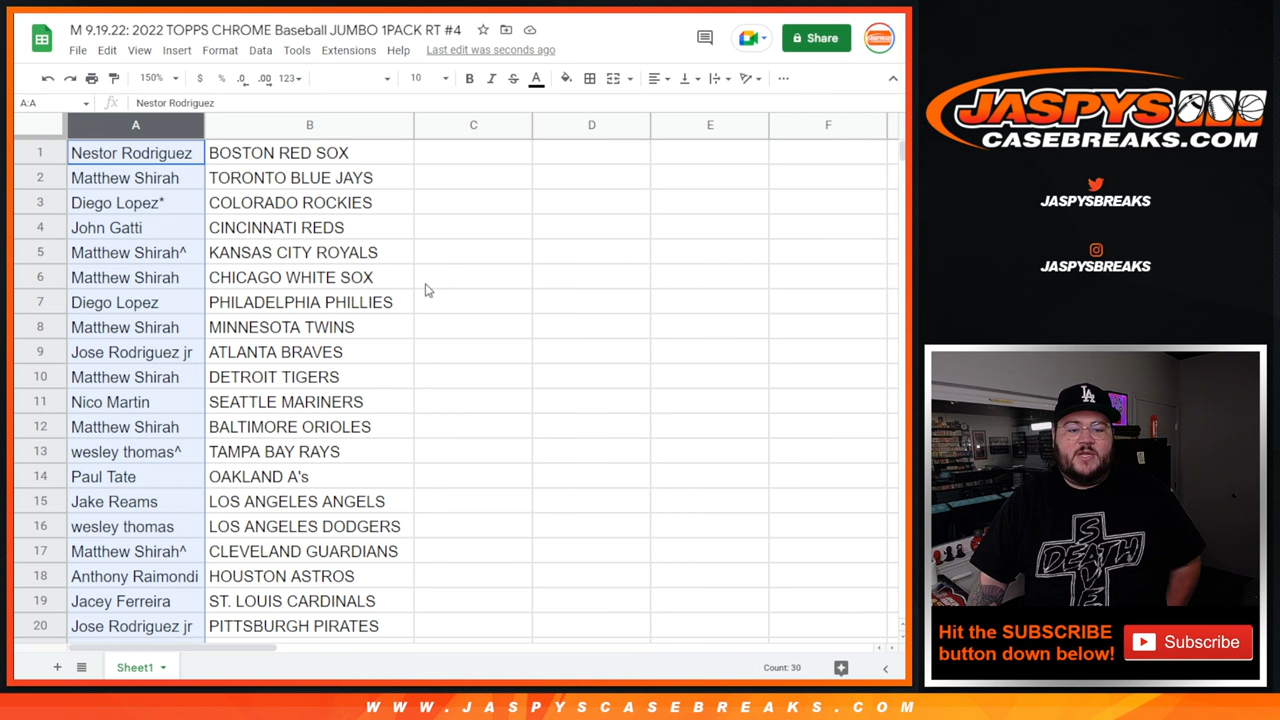 M 9.19.22: 2022 TOPPS CHROME Baseball JUMBO 1PACK RT #4
File Edit View Insert Format Data Tools Extensions Help Last edit was seconds ago
Share
150% $ % .0 .00 123 10 B I S A
A:A fx Nestor Rodriguez
A B C D E F
1 Nestor Rodriguez BOSTON RED SOX
2 Matthew Shirah TORONTO BLUE JAYS
3 Diego Lopez* COLORADO ROCKIES
4 John Gatti CINCINNATI REDS
5 Matthew Shirah^ KANSAS CITY ROYALS
6 Matthew Shirah CHICAGO WHITE SOX
7 Diego Lopez PHILADELPHIA PHILLIES
8 Matthew Shirah MINNESOTA TWINS
9 Jose Rodriguez jr ATLANTA BRAVES
10 Matthew Shirah DETROIT TIGERS
11 Nico Martin SEATTLE MARINERS
12 Matthew Shirah BALTIMORE ORIOLES
13 wesley thomas^ TAMPA BAY RAYS
14 Paul Tate OAKLAND A's
15 Jake Reams LOS ANGELES ANGELS
16 wesley thomas LOS ANGELES DODGERS
17 Matthew Shirah^ CLEVELAND GUARDIANS
18 Anthony Raimondi HOUSTON ASTROS
19 Jacey Ferreira ST. LOUIS CARDINALS
20 Jose Rodriguez jr PITTSBURGH PIRATES
Sheet1
Count: 30
JASPYS
CASEBREAKS.COM
JASPYSBREAKS
JASPYSBREAKS
LA
DEATH
SAVES
Hit the SUBSCRIBE
button down below!
Subscribe
WWW.JASPYSCASEBREAKS.COM